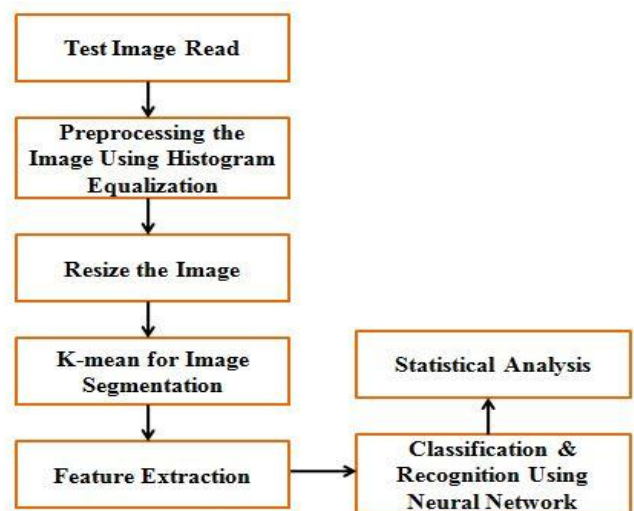 Test Image Read
Preprocessing the
Image Using Histogram
Equalization
Resize the Image
K-mean for Image
Segmentation
Feature Extraction
Statistical Analysis
Classification &
Recognition Using
Neural Network